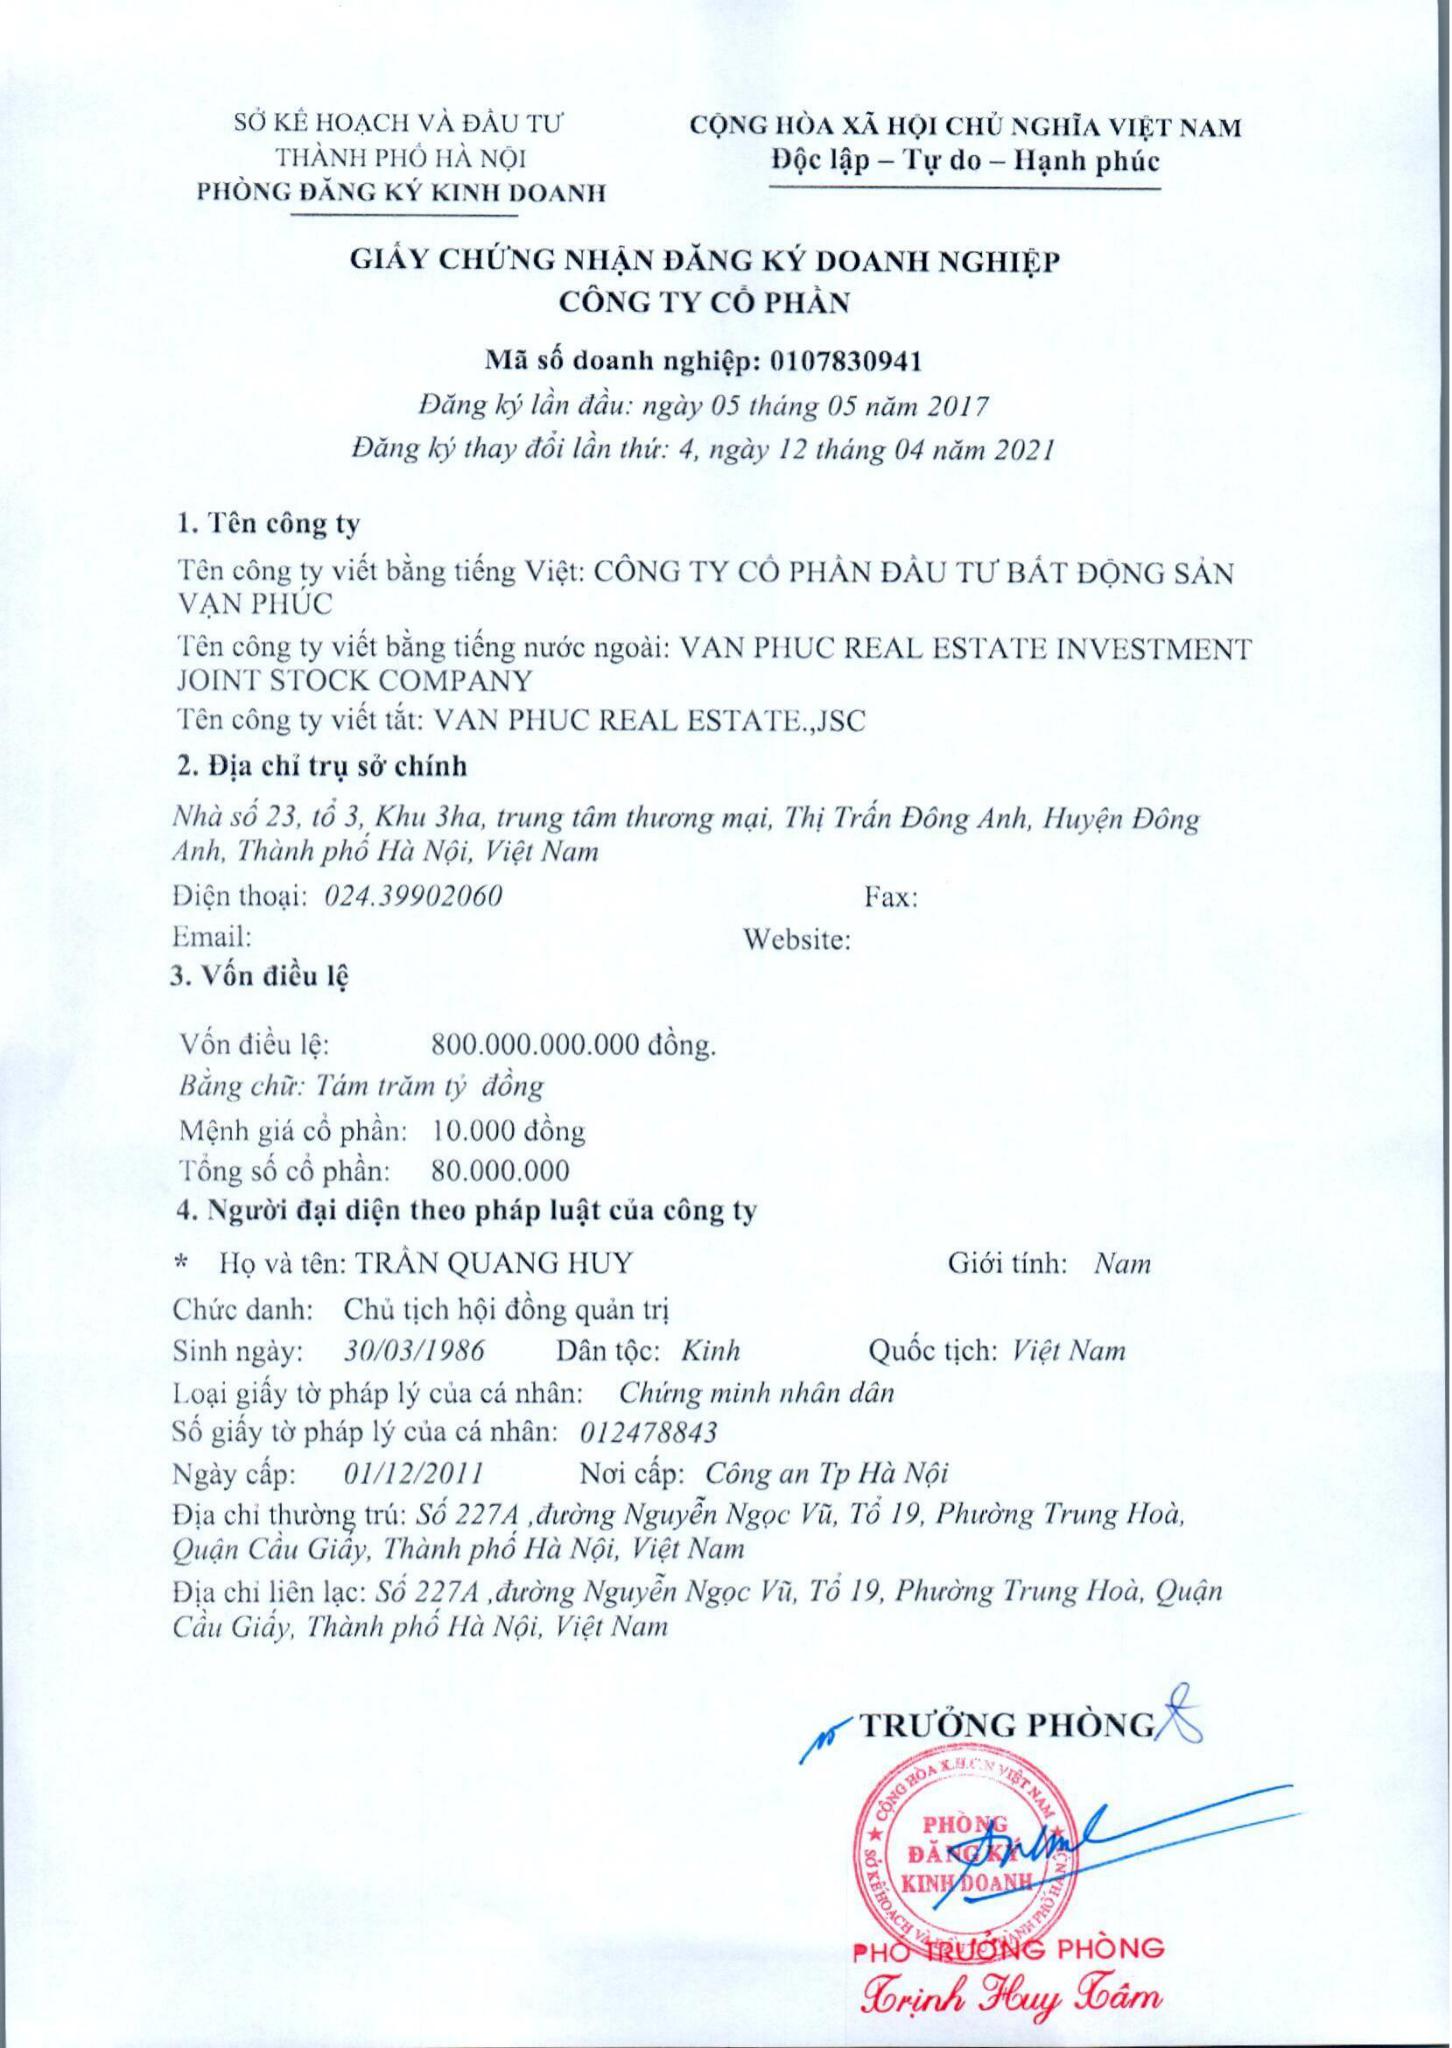 SỞ KẾ HOẠCH VÀ ĐẦU TƯ
THÀNH PHỐ HÀ NỘI
PHÒNG ĐĂNG KÝ KINH DOANH
CỘNG HÒA XÃ HỘI CHỦ NGHĨA VIỆT NAM
Độc lập – Tự do – Hạnh phúc
GIẤY CHỨNG NHẬN ĐĂNG KÝ DOANH NGHIỆP
CÔNG TY CỔ PHẦN
Mã số doanh nghiệp: 0107830941
Đăng ký lần đầu: ngày 05 tháng 05 năm 2017
Đăng ký thay đổi lần thứ: 4, ngày 12 tháng 04 năm 2021
1. Tên công ty
Tên công ty viết bằng tiếng Việt: CÔNG TY CỔ PHẦN ĐẦU TƯ BẤT ĐỘNG SẢN
VẠN PHÚC
Tên công ty viết bằng tiếng nước ngoài: VAN PHUC REAL ESTATE INVESTMENT
JOINT STOCK COMPANY
Tên công ty viết tắt: VAN PHUC REAL ESTATE.,JSC
2. Địa chỉ trụ sở chính
Nhà số 23, tổ 3, Khu 3ha, trung tâm thương mại, Thị Trấn Đông Anh, Huyện Đông
Anh, Thành phố Hà Nội, Việt Nam
Điện thoại: 024.39902060 Fax:
Email: Website:
3. Vốn điều lệ
Vốn điều lệ: 800.000.000.000 đồng.
Bằng chữ: Tám trăm tỷ đồng
Mệnh giá cổ phần: 10.000 đồng
Tổng số cổ phần: 80.000.000
4. Người đại diện theo pháp luật của công ty
* Họ và tên: TRẦN QUANG HUY Giới tính: Nam
Chức danh: Chủ tịch hội đồng quản trị
Sinh ngày: 30/03/1986 Dân tộc: Kinh Quốc tịch: Việt Nam
Loại giấy tờ pháp lý của cá nhân: Chứng minh nhân dân
Số giấy tờ pháp lý của cá nhân: 012478843
Ngày cấp: 01/12/2011 Nơi cấp: Công an Tp Hà Nội
Địa chỉ thường trú: Số 227A ,đường Nguyễn Ngọc Vũ, Tổ 19, Phường Trung Hoà,
Quận Cầu Giấy, Thành phố Hà Nội, Việt Nam
Địa chỉ liên lạc: Số 227A ,đường Nguyễn Ngọc Vũ, Tổ 19, Phường Trung Hoà, Quận
Cầu Giấy, Thành phố Hà Nội, Việt Nam
TRƯỞNG PHÒNG
CỘNG HÒA X.H.C.N VIỆT NAM
PHÒNG
ĐĂNG KÝ
KINH DOANH
SỞ KẾ HOẠCH VÀ ĐẦU TƯ THÀNH PHỐ HÀ NỘI
PHÓ TRƯỞNG PHÒNG
Trịnh Huy Tâm